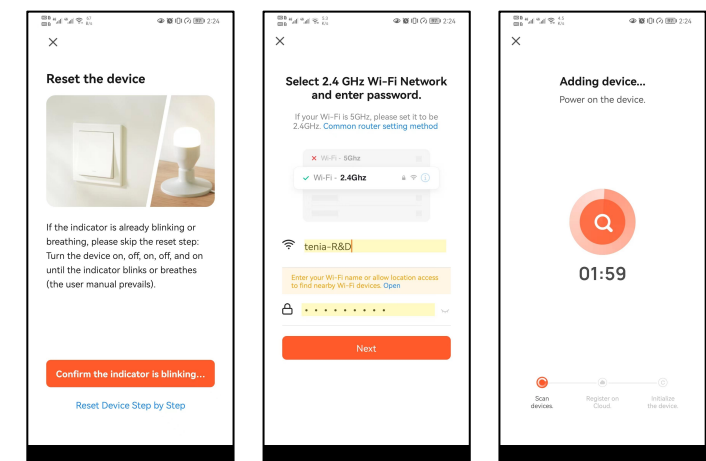 67
K/s
2:24
Reset the device
If the indicator is already blinking or
breathing, please skip the reset step:
Turn the device on, off, on, off, and on
until the indicator blinks or breathes
(the user manual prevails).
Confirm the indicator is blinking...
Reset Device Step by Step
5.5
K/s
2:24
Select 2.4 GHz Wi-Fi Network
and enter password.
If your Wi-Fi is 5GHz, please set it to be
2.4GHz. Common router setting method
Wi-Fi - 5Ghz
Wi-Fi - 2.4Ghz
tenia-R&D
Enter your Wi-Fi name or allow location access
to find nearby Wi-Fi devices. Open
Next
4.5
K/s
2:24
Adding device...
Power on the device.
01:59
Scan
devices.
Register on
Cloud.
Initialize
the device.